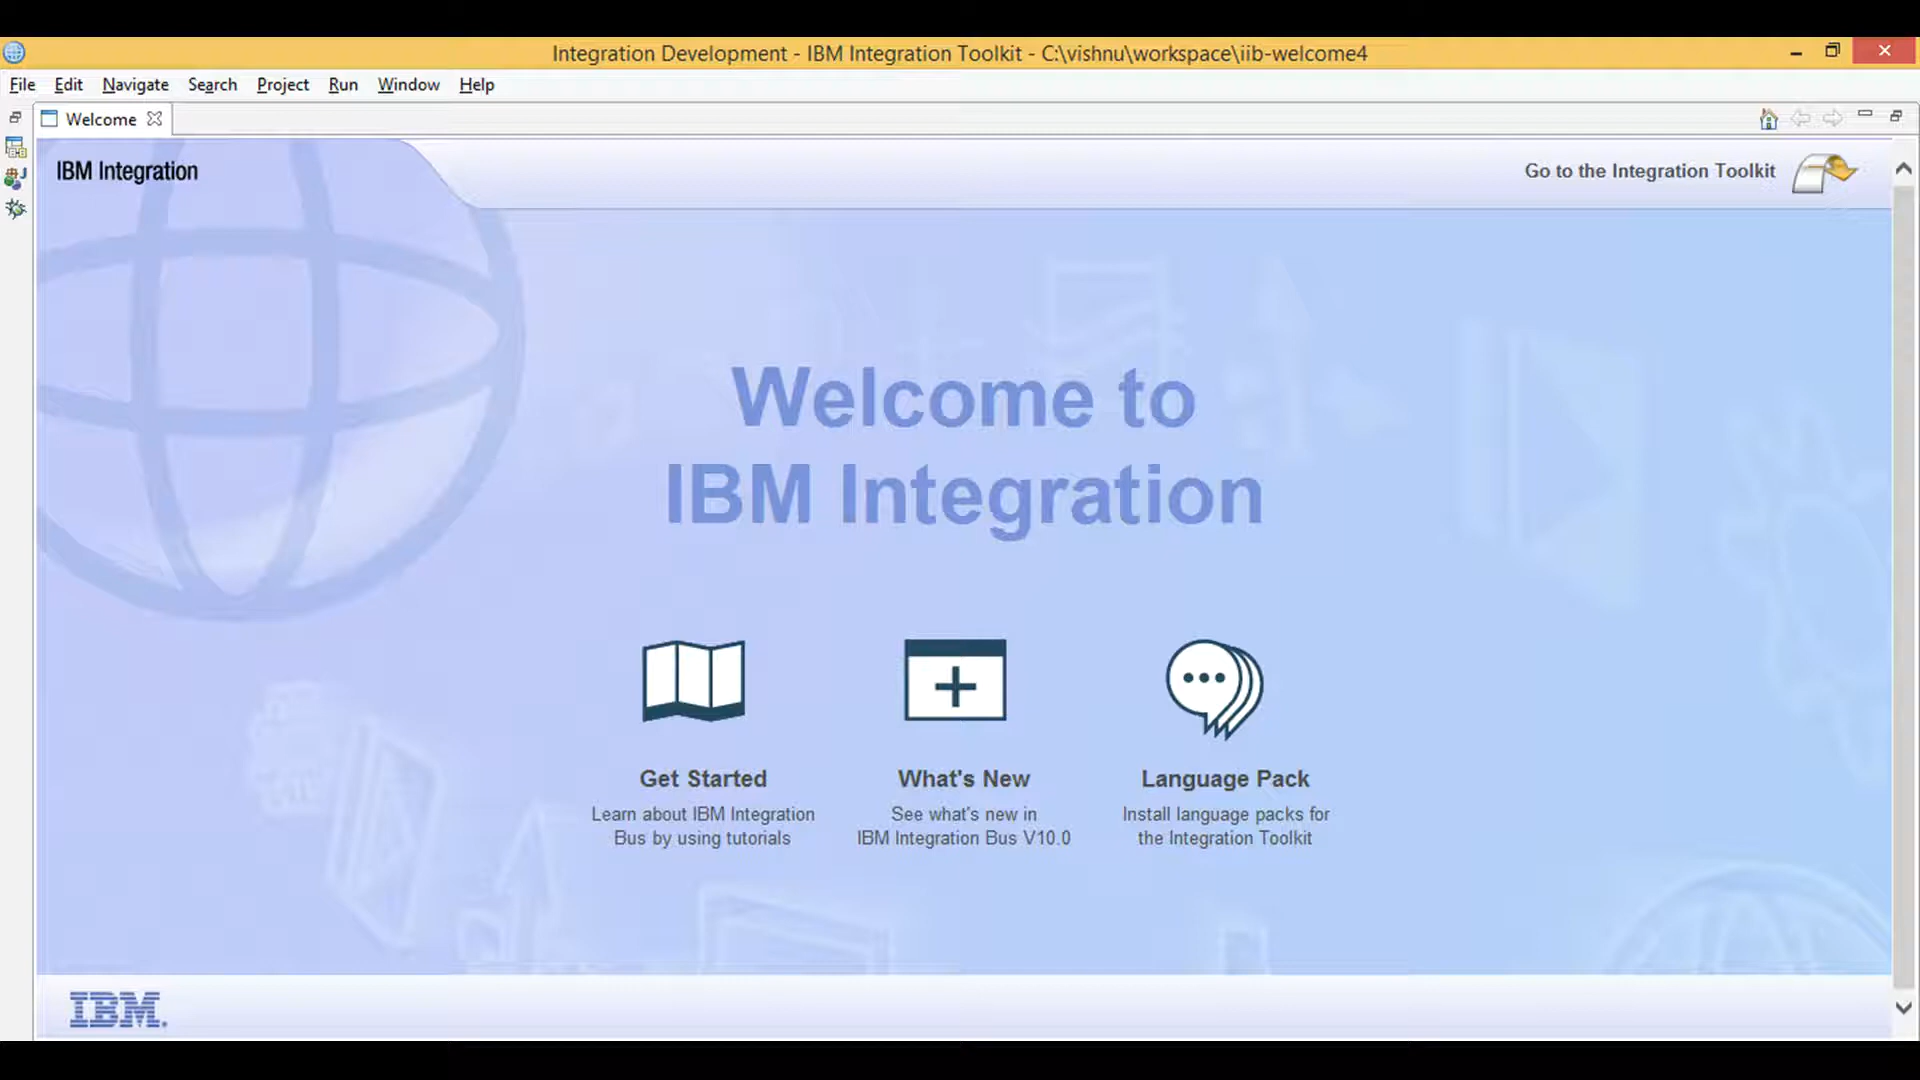 Integration Development - IBM Integration Toolkit - C:\vishnu\workspace\iib-welcome4
File Edit Navigate Search Project Run Window Help
Welcome
IBM Integration
Go to the Integration Toolkit
Welcome to
IBM Integration
Get Started
Learn about IBM Integration
Bus by using tutorials
What's New
See what's new in
IBM Integration Bus V10.0
Language Pack
Install language packs for
the Integration Toolkit
IBM.